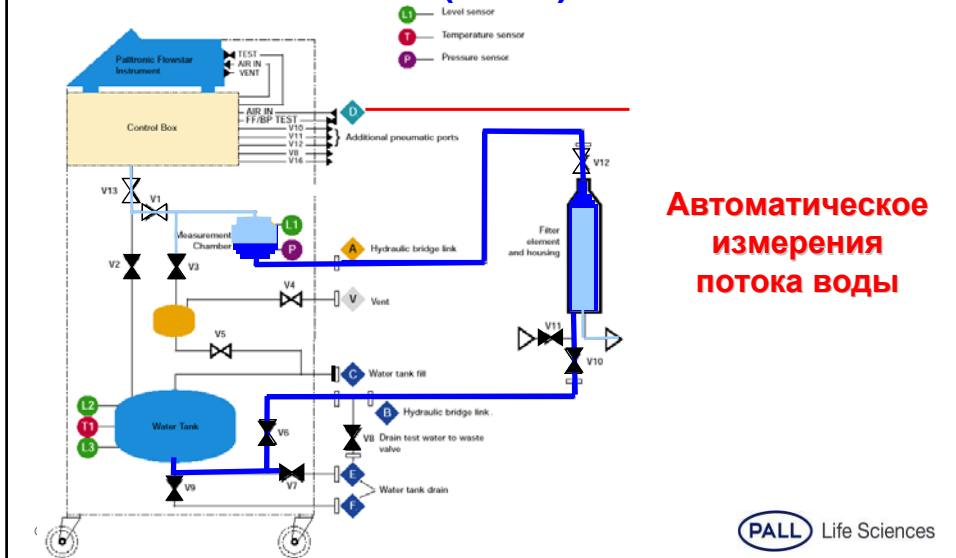 L1 Level sensor
T Temperature sensor
P Pressure sensor
Palltronic Flowstar
Instrument
TEST
AIR IN
VENT
Control Box
AIR IN
FF/BP TEST
V10
V11
V12
V8
V16
D
Additional pneumatic ports
V13
V1
V12
Measurement
Chamber
L1
P
A Hydraulic bridge link
Filter
element
and housing
Автоматическое
измерения
потока воды
V2
V3
V4
V Vent
V5
V11
V10
C Water tank fill
L2
T1
L3
Water Tank
V6
B Hydraulic bridge link.
V8 Drain test water to waste
valve
V7
E
V9
Water tank drain
F
PALL Life Sciences